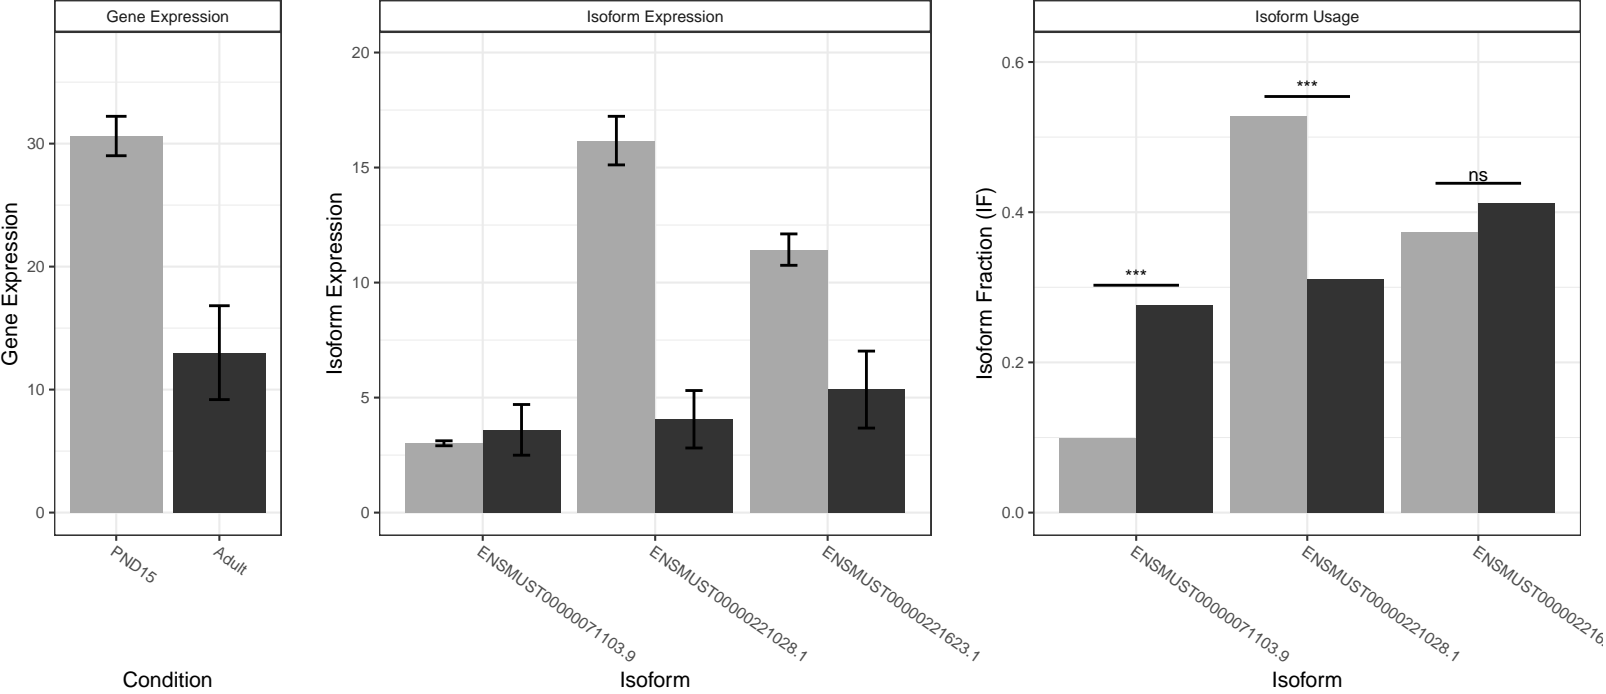 Gene Expression
Gene Expression
0
10
20
30
PND15
Adult
Condition
Isoform Expression
Isoform Expression
0
5
10
15
20
ENSMUST00000071103.9
ENSMUST00000221028.1
ENSMUST00000221623.1
Isoform
Isoform Usage
Isoform Fraction (IF)
0.0
0.2
0.4
0.6
***
***
ns
ENSMUST00000071103.9
ENSMUST00000221028.1
ENSMUST000002216
Isoform